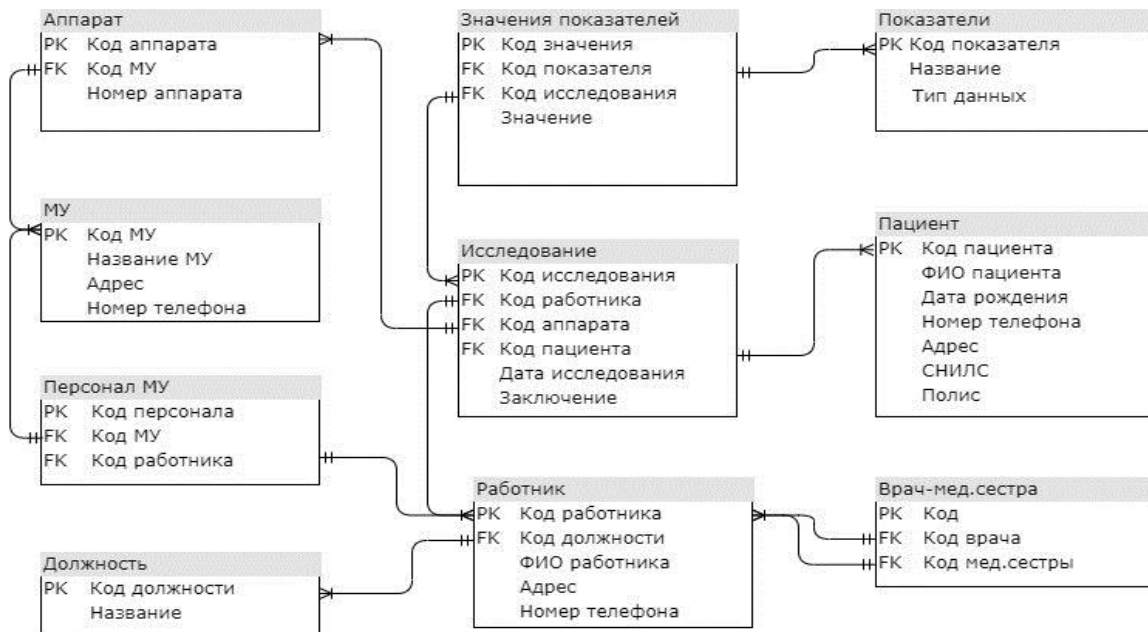 Аппарат
PK Код аппарата
FK Код МУ
Номер аппарата
Значения показателей
PK Код значения
FK Код показателя
FK Код исследования
Значение
Показатели
PK Код показателя
Название
Тип данных
МУ
PK Код МУ
Название МУ
Адрес
Номер телефона
Исследование
PK Код исследования
FK Код работника
FK Код аппарата
FK Код пациента
Дата исследования
Заключение
Пациент
PK Код пациента
ФИО пациента
Дата рождения
Номер телефона
Адрес
СНИЛС
Полис
Персонал МУ
PK Код персонала
FK Код МУ
FK Код работника
Работник
PK Код работника
FK Код должности
ФИО работника
Адрес
Номер телефона
Врач-мед.сестра
PK Код
FK Код врача
FK Код мед.сестры
Должность
PK Код должности
Название